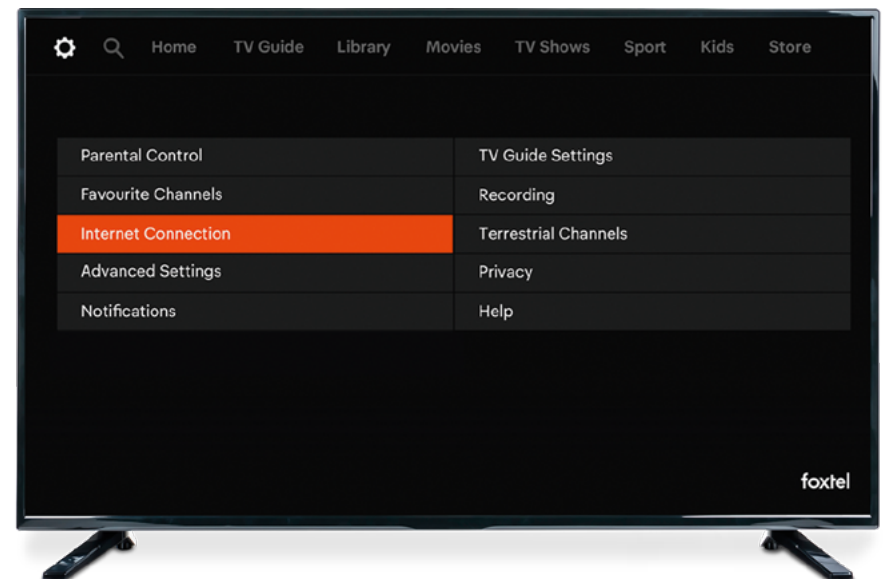 Home TV Guide Library Movies TV Shows Sport Kids Store
Parental Control
Favourite Channels
Internet Connection
Advanced Settings
Notifications
TV Guide Settings
Recording
Terrestrial Channels
Privacy
Help
foxtel